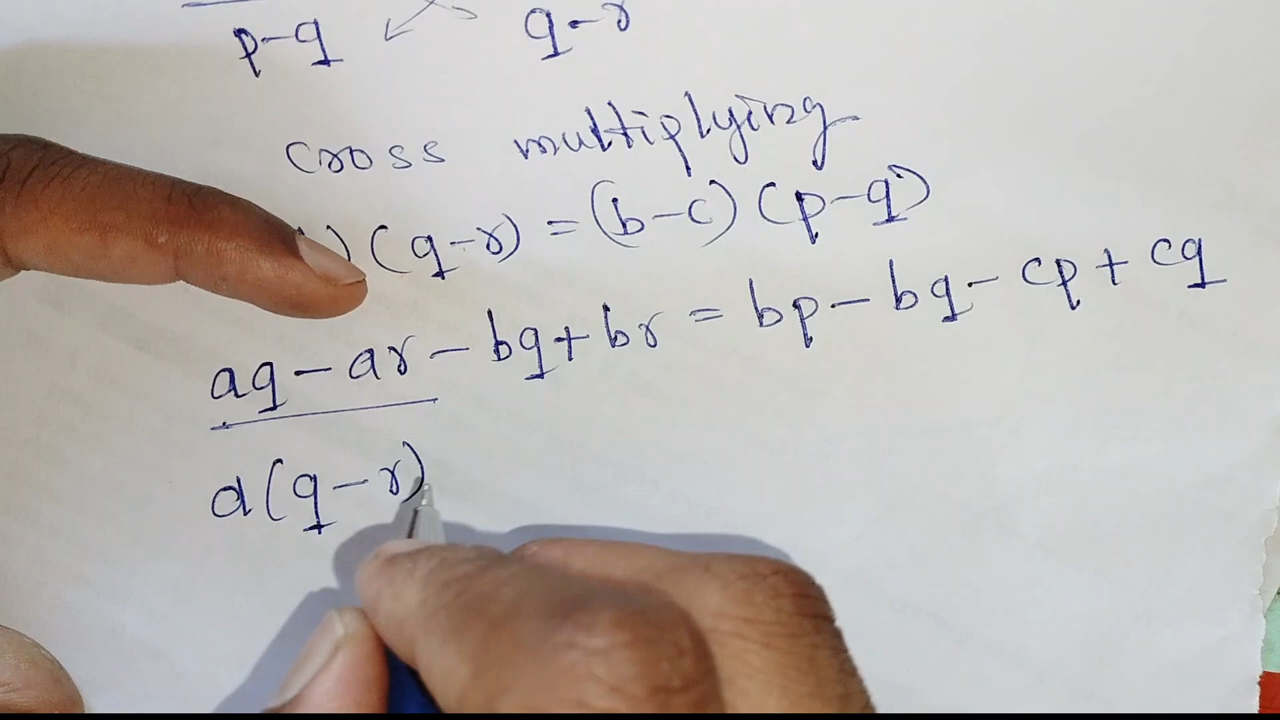 p-q q-r
cross multiplying
) (q-r) = (b-c) (p-q)
aq - ar - bq + br = bp - bq - cp + cq
a(q-r)